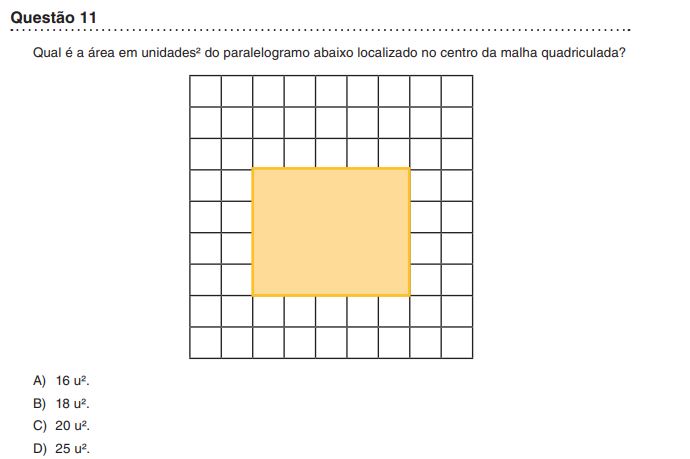 Questão 11
Qual é a área em unidades² do paralelogramo abaixo localizado no centro da malha quadriculada?
A) 16 u².
B) 18 u².
C) 20 u².
D) 25 u².